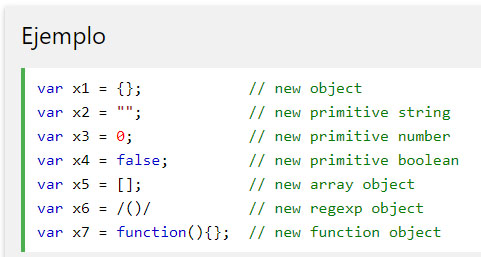 Ejemplo
var x1 = {};             // new object
var x2 = "";             // new primitive string
var x3 = 0;              // new primitive number
var x4 = false;          // new primitive boolean
var x5 = [];             // new array object
var x6 = /()/            // new regexp object
var x7 = function(){};  // new function object